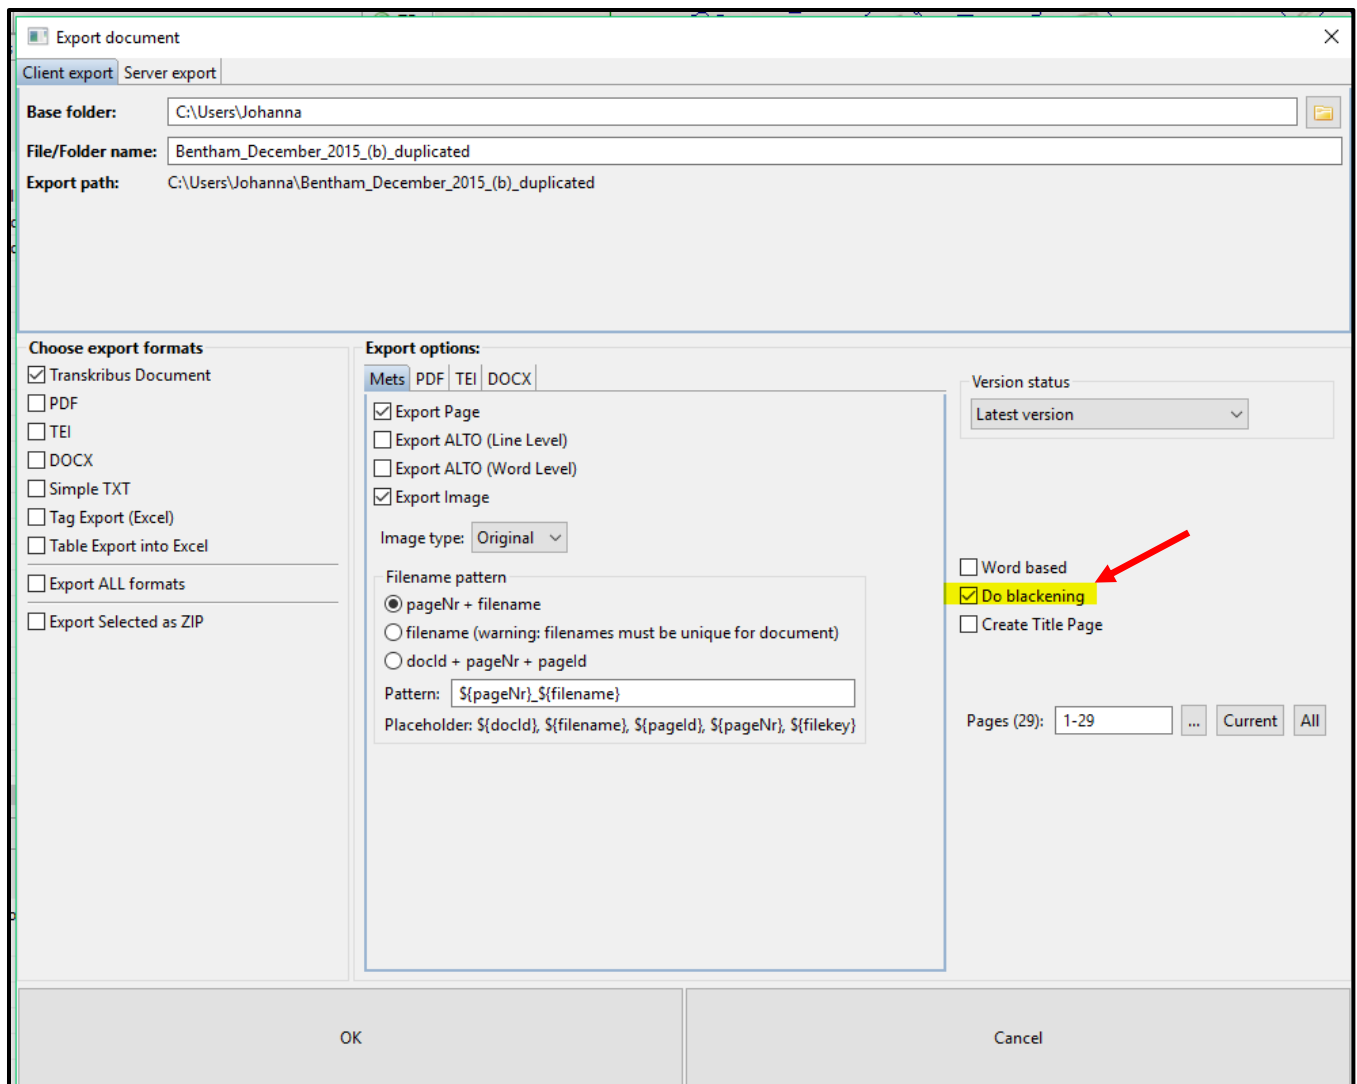 Export document
Client export Server export
Base folder: C:\Users\Johanna
File/Folder name: Bentham_December_2015_(b)_duplicated
Export path: C:\Users\Johanna\Bentham_December_2015_(b)_duplicated
Choose export formats
Transkribus Document
PDF
TEI
DOCX
Simple TXT
Tag Export (Excel)
Table Export into Excel
Export ALL formats
Export Selected as ZIP
Export options:
Mets PDF TEI DOCX
Export Page
Export ALTO (Line Level)
Export ALTO (Word Level)
Export Image
Image type: Original
Filename pattern
pageNr + filename
filename (warning: filenames must be unique for document)
docId + pageNr + pageId
Pattern: ${pageNr}_${filename}
Placeholder: ${docId}, ${filename}, ${pageId}, ${pageNr}, ${filekey}
Version status
Latest version
Word based
Do blackening
Create Title Page
Pages (29): 1-29 ... Current All
OK Cancel